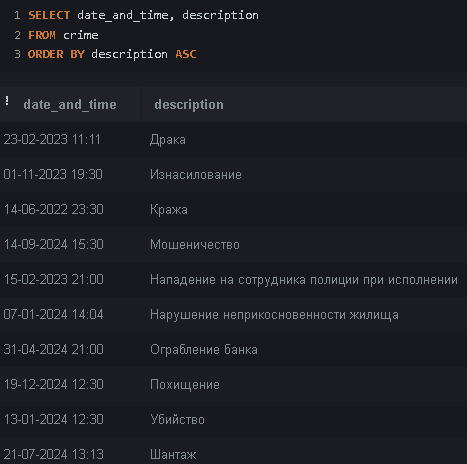 1 SELECT date_and_time, description
2 FROM crime
3 ORDER BY description ASC
! date_and_time description
23-02-2023 11:11 Драка
01-11-2023 19:30 Изнасилование
14-06-2022 23:30 Кража
14-09-2024 15:30 Мошеничество
15-02-2023 21:00 Нападение на сотрудника полиции при исполнении
07-01-2024 14:04 Нарушение неприкосновенности жилища
31-04-2024 21:00 Ограбление банка
19-12-2024 12:30 Похищение
13-01-2024 12:30 Убийство
21-07-2024 13:13 Шантаж